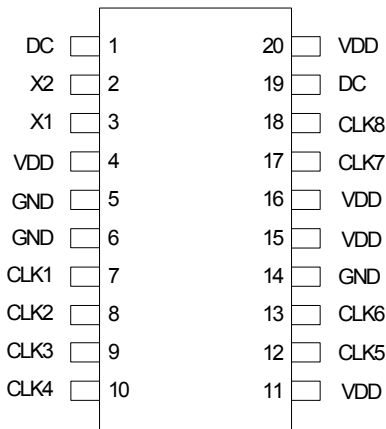 DC 1 20 VDD
X2 2 19 DC
X1 3 18 CLK8
VDD 4 17 CLK7
GND 5 16 VDD
GND 6 15 VDD
CLK1 7 14 GND
CLK2 8 13 CLK6
CLK3 9 12 CLK5
CLK4 10 11 VDD